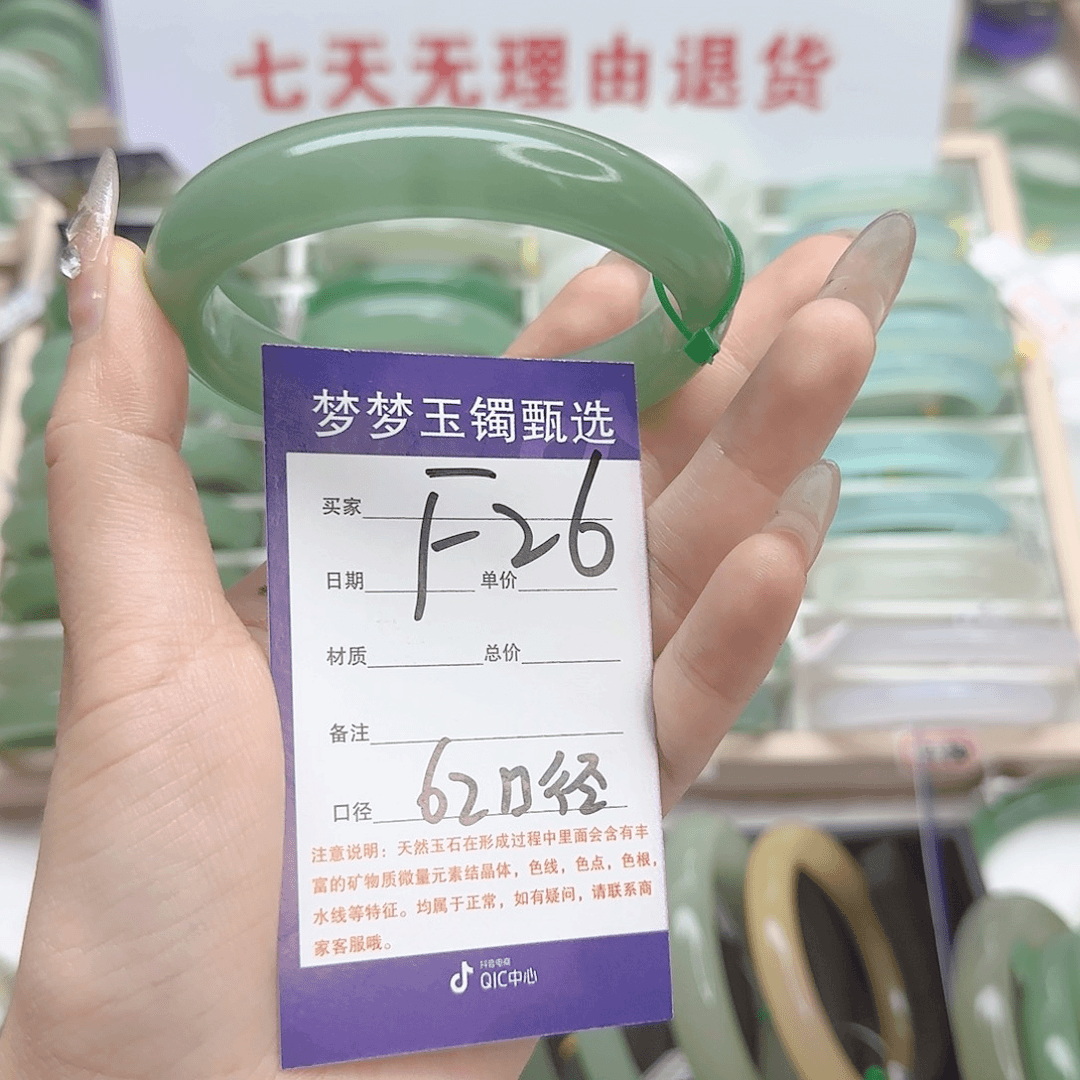 七天无理由退货
梦梦玉镯甄选
买家 F26
日期 单价
材质 总价
备注
口径 62口径
注意说明：天然玉石在形成过程中里面会含有丰
富的矿物质微量元素结晶体，色线，色点，色根，
水线等特征。均属于正常，如有疑问，请联系商
家客服哦。
抖音电商
QIC中心